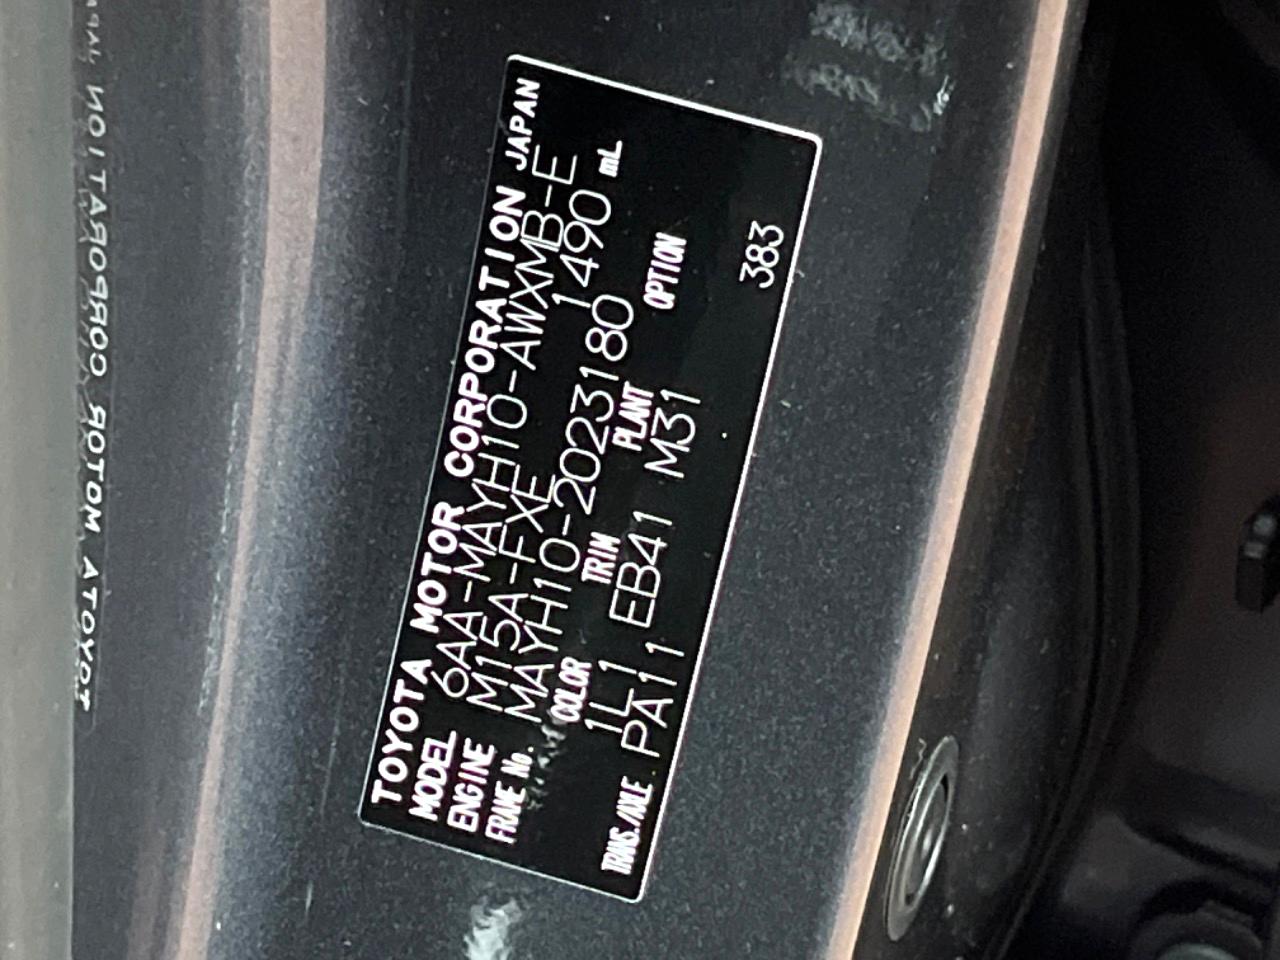 TOYOTA MOTOR CORPORATION JAPAN
MODEL 6AA-MAYH10-AWXMB-E
ENGINE M15A-FXE 1490 mL
FRAME No. MAYH10-2023180
COLOR TRIM PLANT OPTION
1L1 EB41 M31
TRANS./AXLE PA11 383
TOYOTA MOTOR CORPORATION JAPA